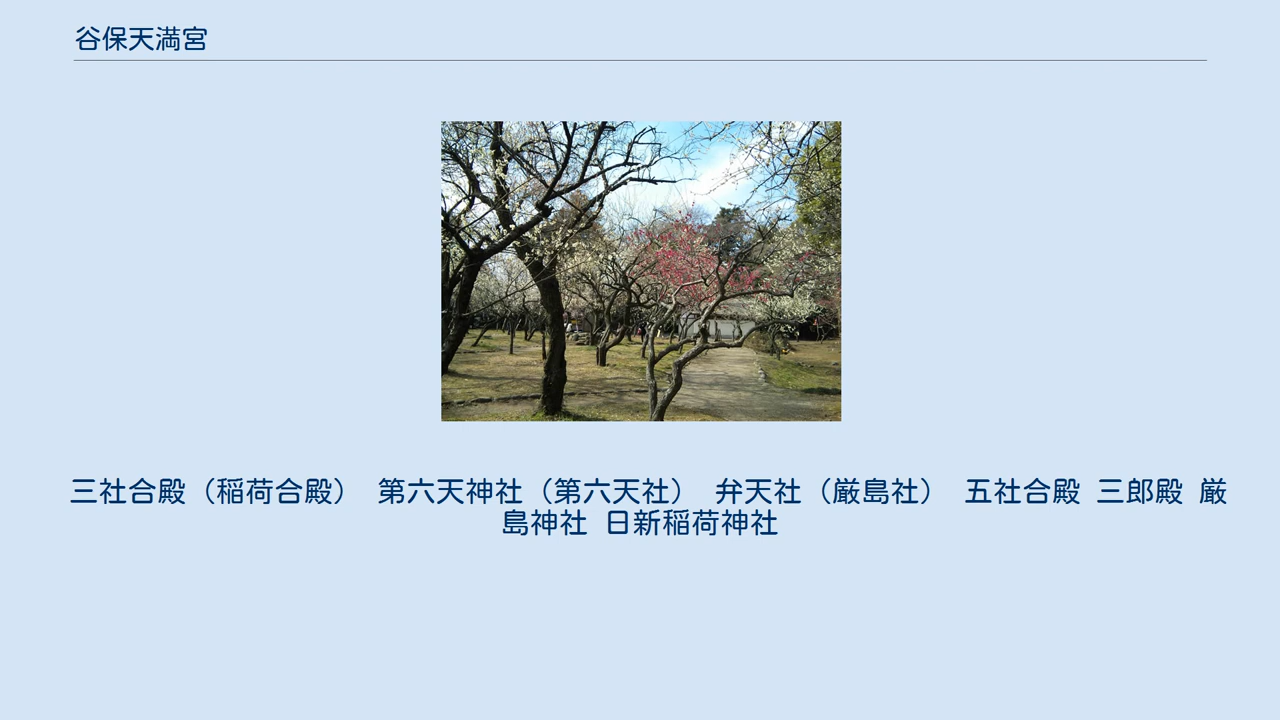 谷保天満宮
三社合殿（稲荷合殿） 第六天神社（第六天社） 弁天社（厳島社） 五社合殿 三郎殿 厳
島神社 日新稲荷神社